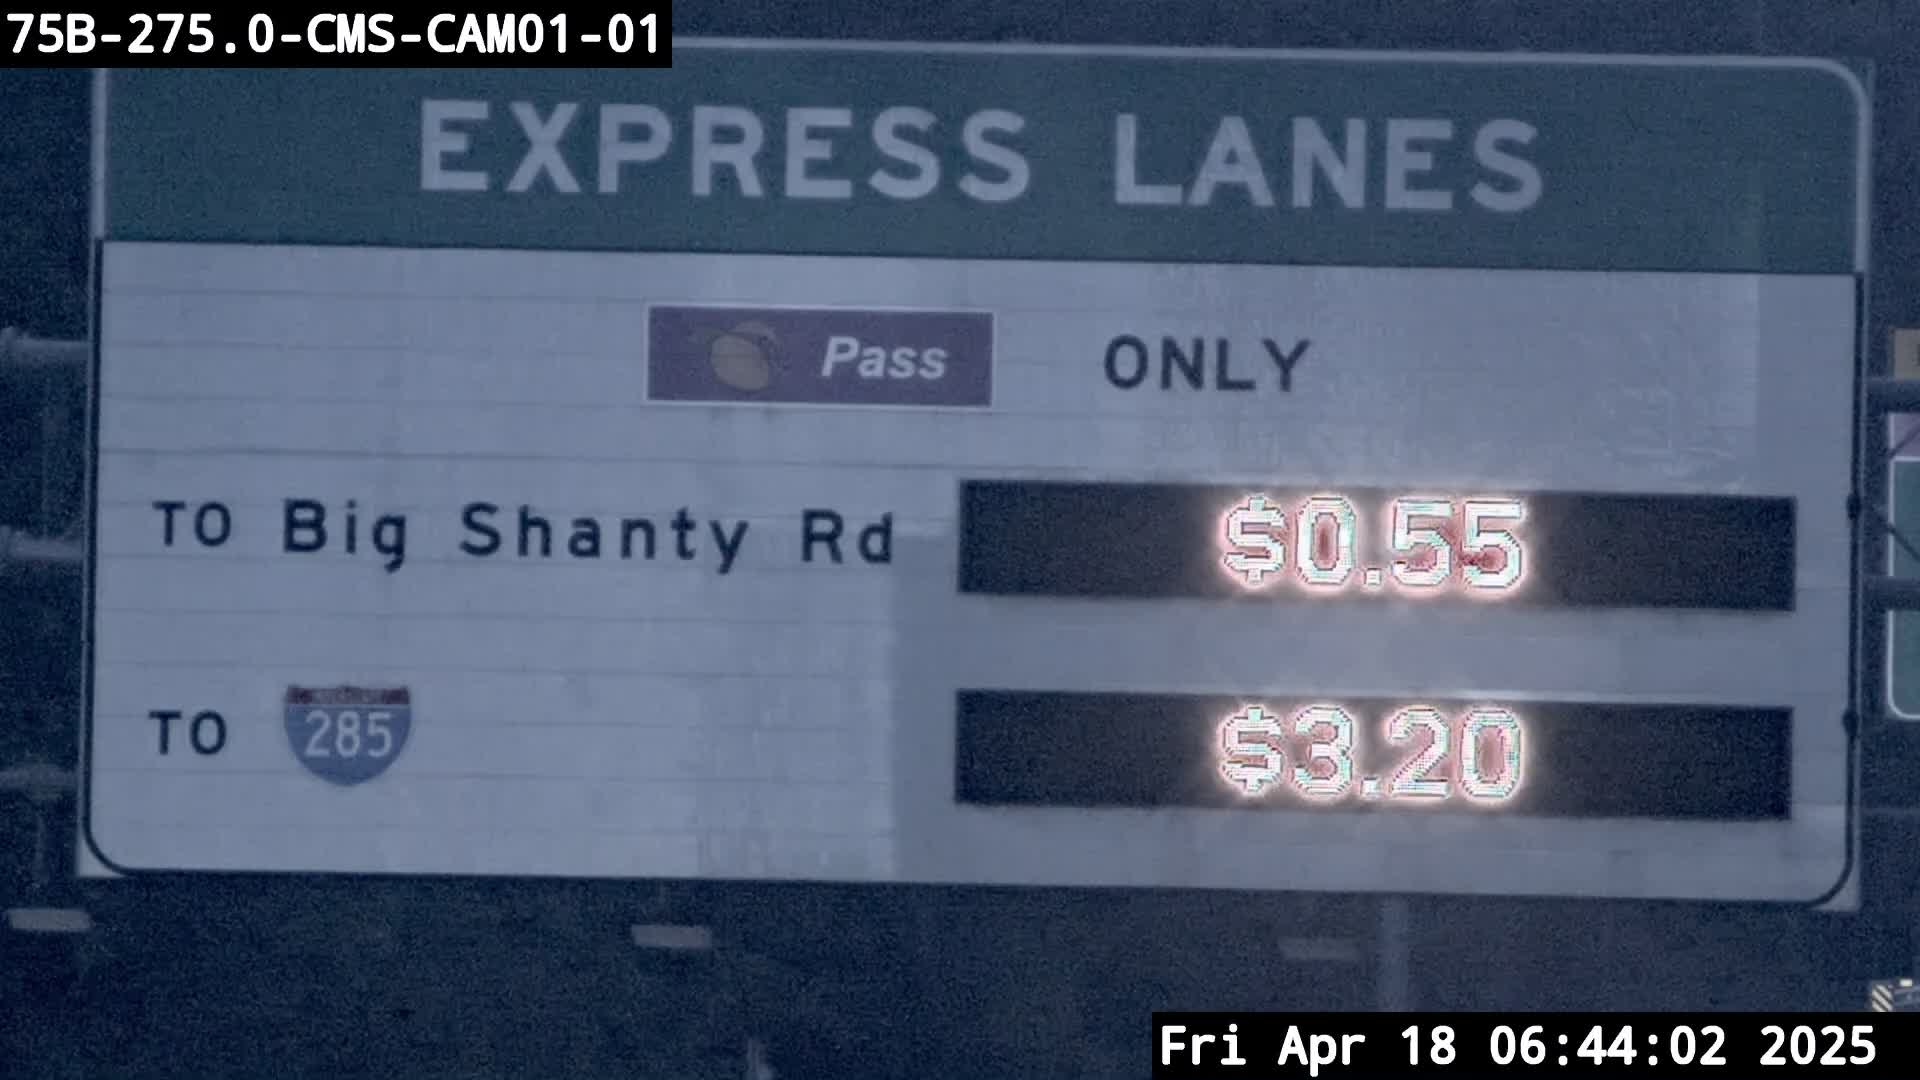 75B-275.0-CMS-CAM01-01
EXPRESS LANES
Pass ONLY
TO Big Shanty Rd $0.55
TO 285 $3.20
Fri Apr 18 06:44:02 2025